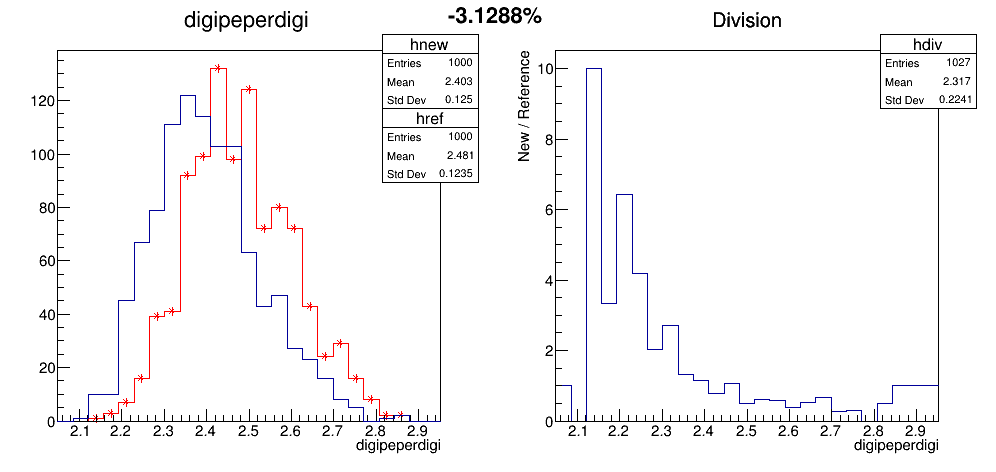 digipeperdigi
-3.1288%
Division
hnew
Entries 1000
Mean 2.403
Std Dev 0.125
href
Entries 1000
Mean 2.481
Std Dev 0.1235
120
100
80
60
40
20
0
2.1 2.2 2.3 2.4 2.5 2.6 2.7 2.8 2.9
digipeperdigi
hdiv
Entries 1027
Mean 2.317
Std Dev 0.2241
New / Reference
10
8
6
4
2
0
2.1 2.2 2.3 2.4 2.5 2.6 2.7 2.8 2.9
digipeperdigi